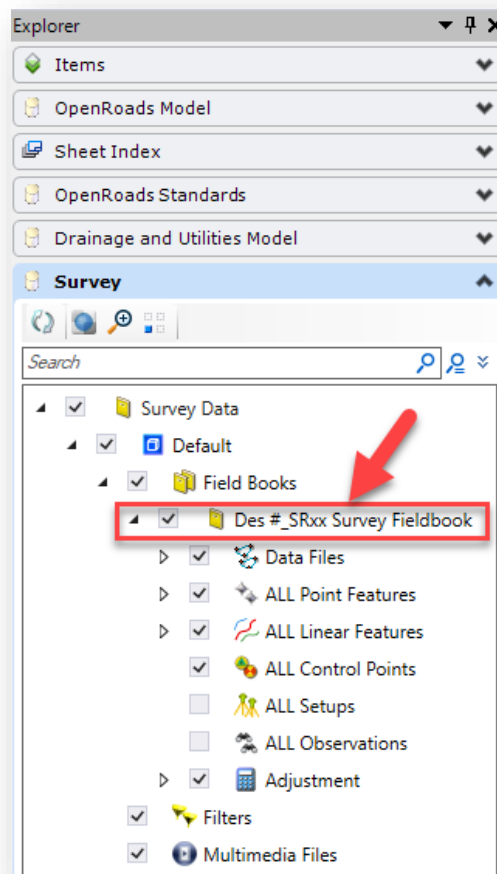 Explorer
Items
OpenRoads Model
Sheet Index
OpenRoads Standards
Drainage and Utilities Model
Survey
Search
Survey Data
Default
Field Books
Des #_SRxx Survey Fieldbook
Data Files
ALL Point Features
ALL Linear Features
ALL Control Points
ALL Setups
ALL Observations
Adjustment
Filters
Multimedia Files